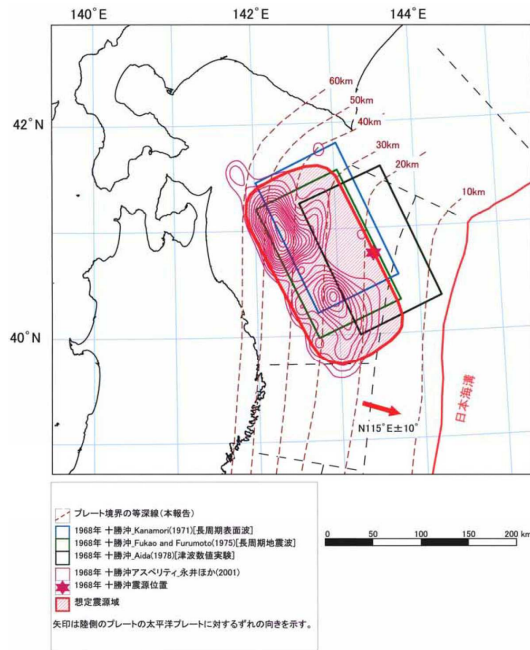 140°E
142°E
144°E
60km
50km
40km
42°N
30km
20km
10km
40°N
日本海溝
N115°E±10°
プレート境界の等深線(本報告)
1968年 十勝沖_Kanamori(1971)[長周期表面波]
1968年 十勝沖_Fukao and Furumoto(1975)[長周期地震波]
1968年 十勝沖_Aida(1978)[津波数値実験]
1968年 十勝沖アスペリティ_永井ほか(2001)
1968年 十勝沖震源位置
想定震源域
矢印は陸側のプレートの太平洋プレートに対するずれの向きを示す。
0 50 100 150 200 km